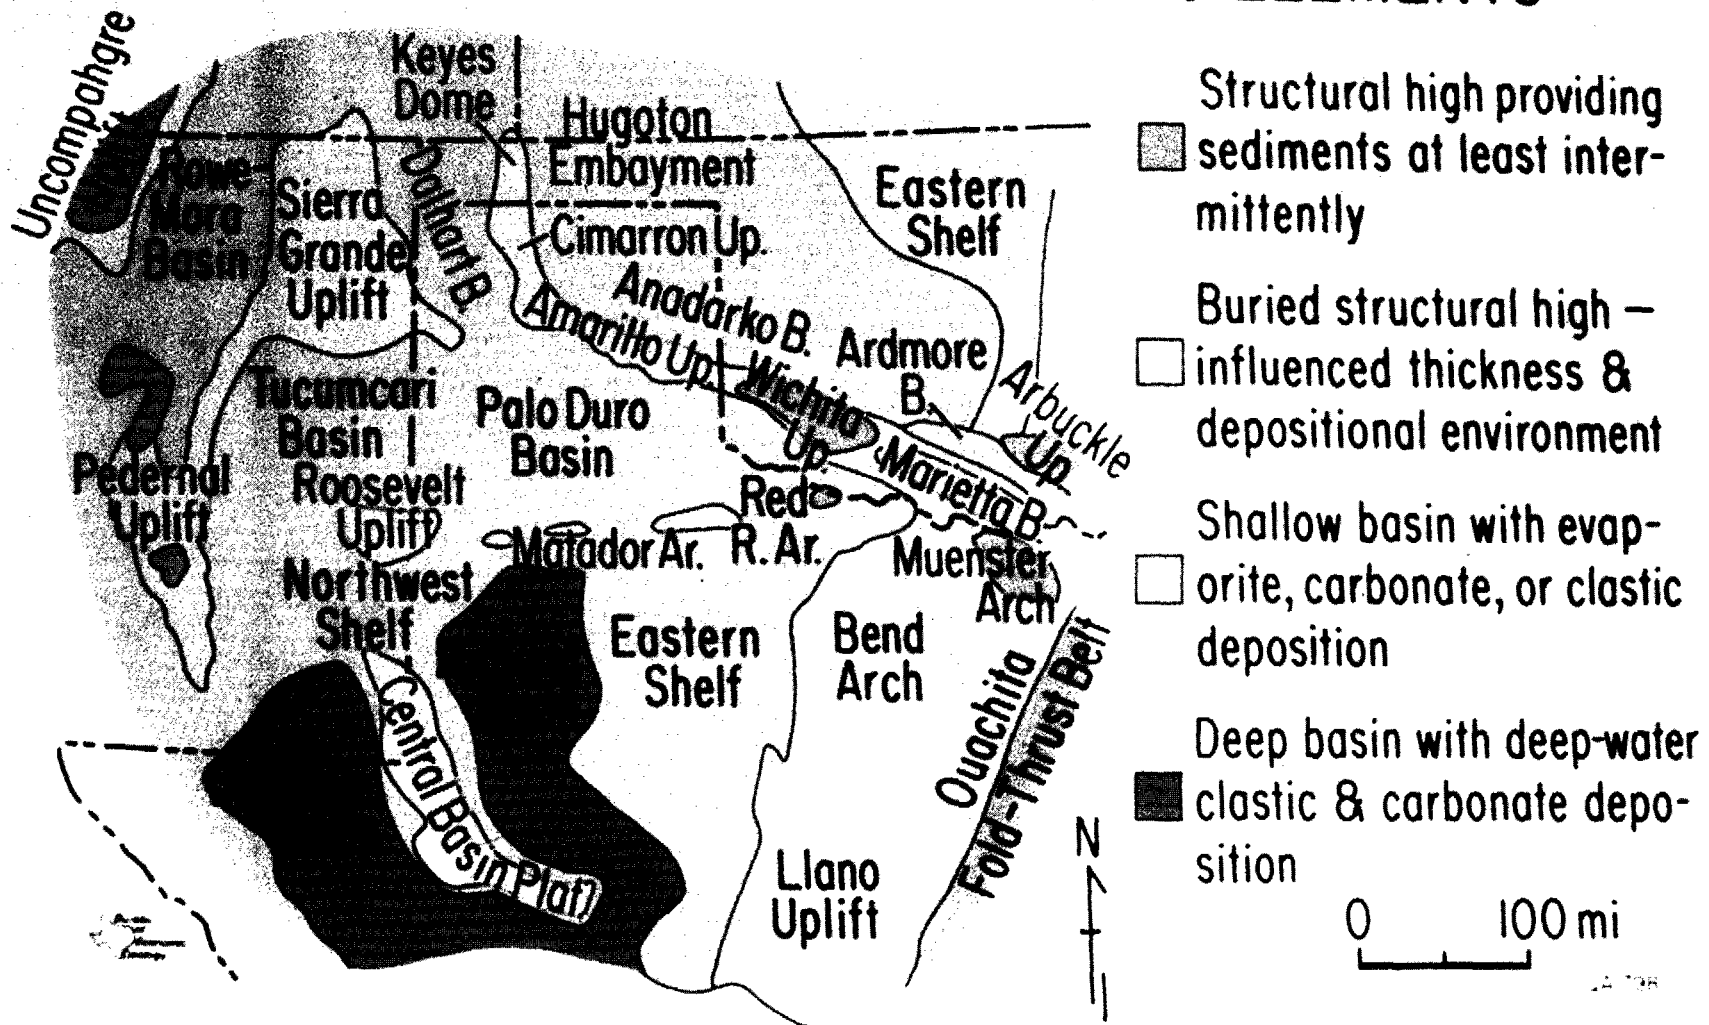 Uncompahgre
Keyes
Dome
Hugoton
Embayment
Rowe-
Mora
Basin
Sierra
Grande
Uplift
Dalhart B.
Cimarron Up.
Eastern
Shelf
Anadarko B.
Amarillo Up.
Wichita
Up.
Ardmore
B.
Arbuckle
Up.
Tucumcari
Basin
Palo Duro
Basin
Pedernal
Uplift
Roosevelt
Uplift
Red
R. Ar.
Marietta B.
Matador Ar.
Muenster
Arch
Northwest
Shelf
Eastern
Shelf
Bend
Arch
Ouachita
Fold-Thrust Belt
Central Basin Platf
Llano
Uplift
N
Structural high providing
sediments at least inter-
mittently
Buried structural high –
influenced thickness &
depositional environment
Shallow basin with evap-
orite, carbonate, or clastic
deposition
Deep basin with deep-water
clastic & carbonate depo-
sition
0 100 mi